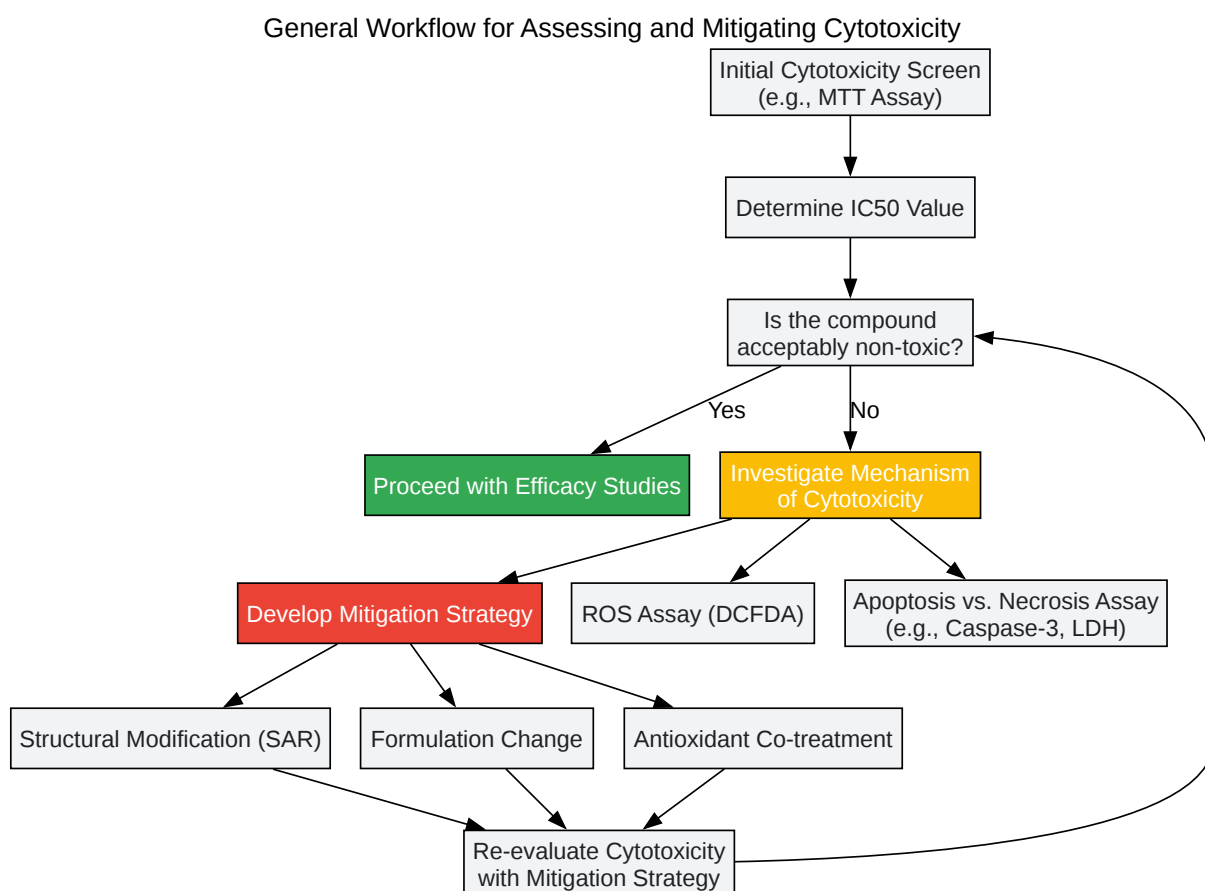 General Workflow for Assessing and Mitigating Cytotoxicity
Initial Cytotoxicity Screen
(e.g., MTT Assay)
Determine IC50 Value
Is the compound
acceptably non-toxic?
Yes
No
Proceed with Efficacy Studies
Investigate Mechanism
of Cytotoxicity
Develop Mitigation Strategy
ROS Assay (DCFDA)
Apoptosis vs. Necrosis Assay
(e.g., Caspase-3, LDH)
Structural Modification (SAR)
Formulation Change
Antioxidant Co-treatment
Re-evaluate Cytotoxicity
with Mitigation Strategy